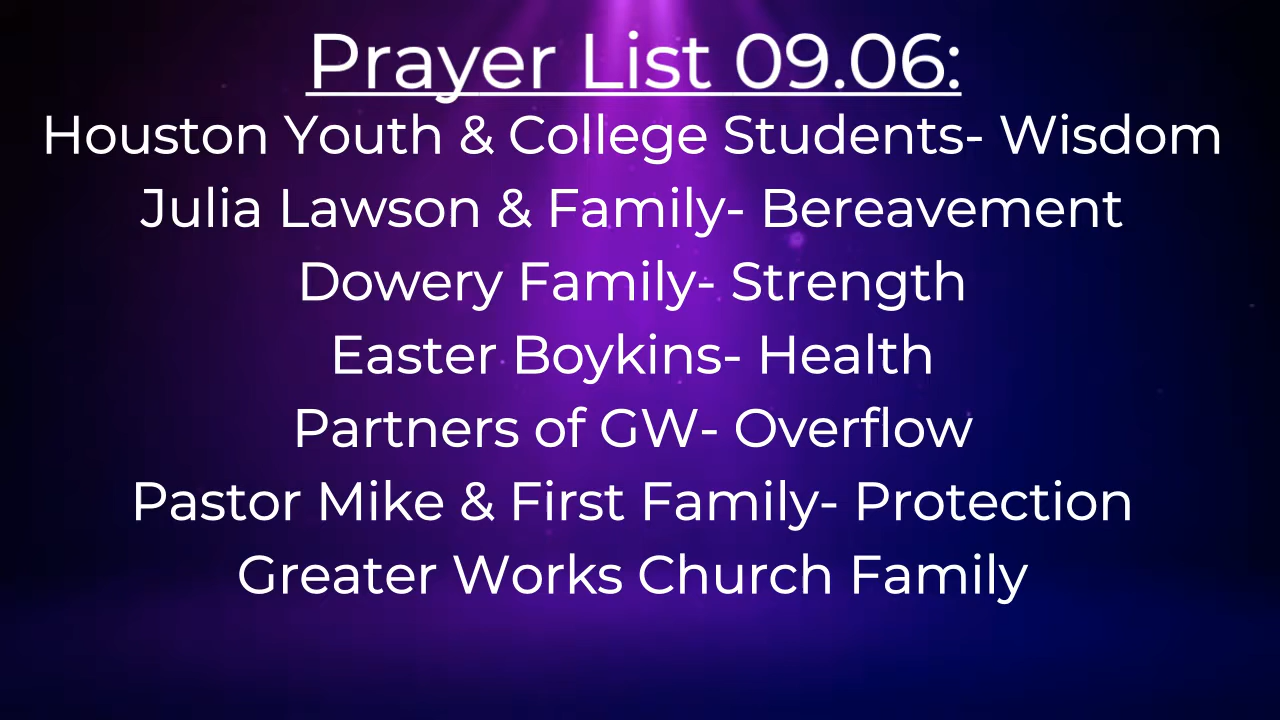 Prayer List 09.06:
Houston Youth & College Students- Wisdom
Julia Lawson & Family- Bereavement
Dowery Family- Strength
Easter Boykins- Health
Partners of GW- Overflow
Pastor Mike & First Family- Protection
Greater Works Church Family